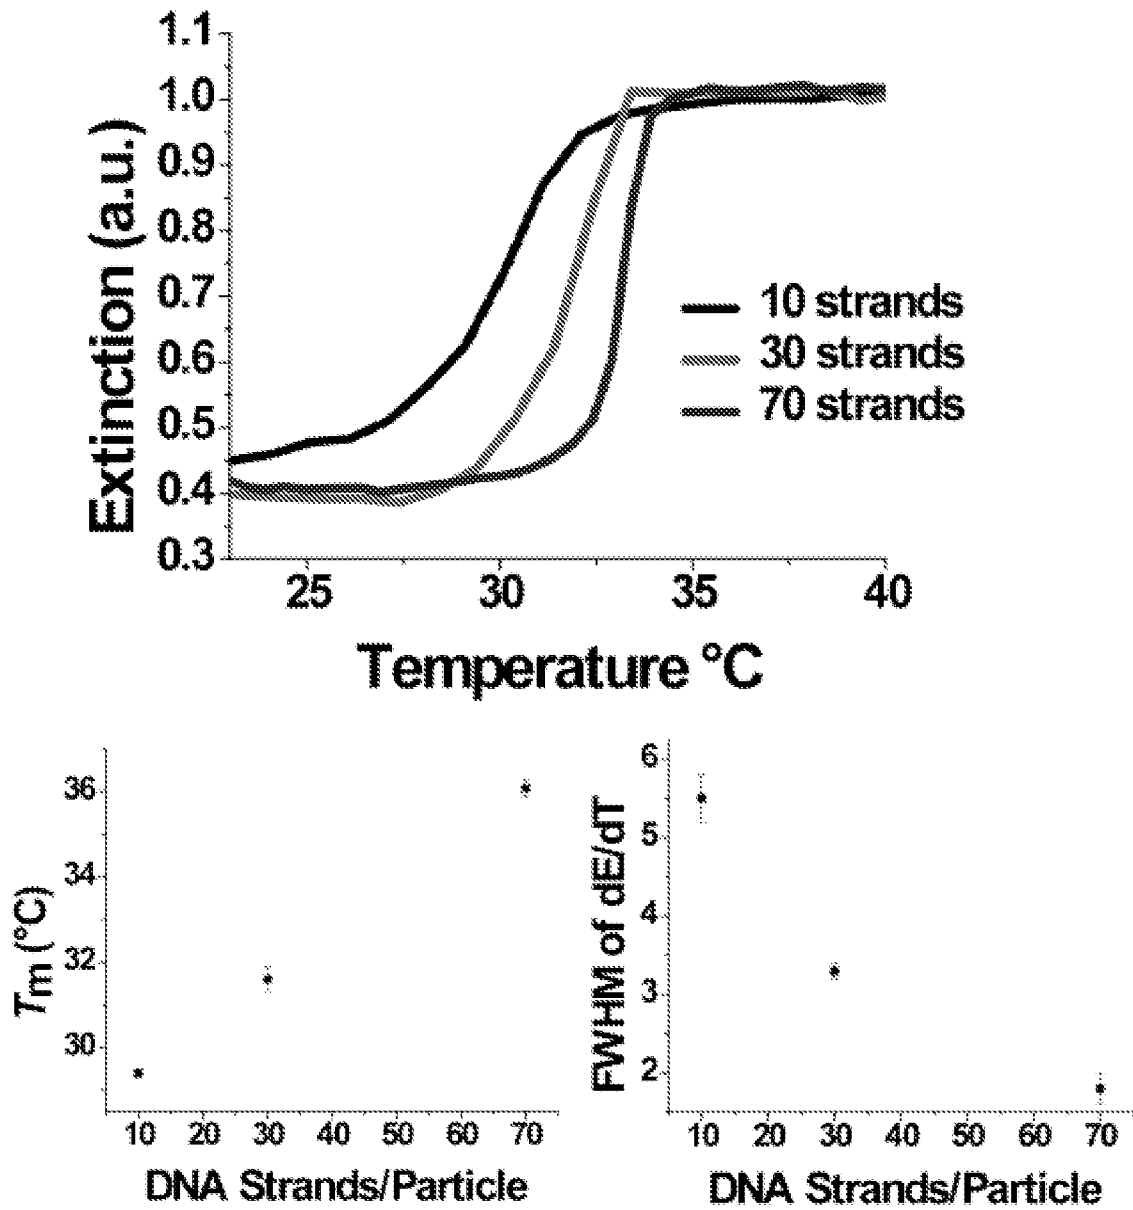 1.1
1.0
0.9
0.8
0.7
0.6
0.5
0.4
0.3
Extinction (a.u.)
10 strands
30 strands
70 strands
25 30 35 40
Temperature °C
36
34
32
30
Tm (°C)
10 20 30 40 50 60 70
DNA Strands/Particle
6
5
4
3
2
FWHM of dE/dT
10 20 30 40 50 60 70
DNA Strands/Particle